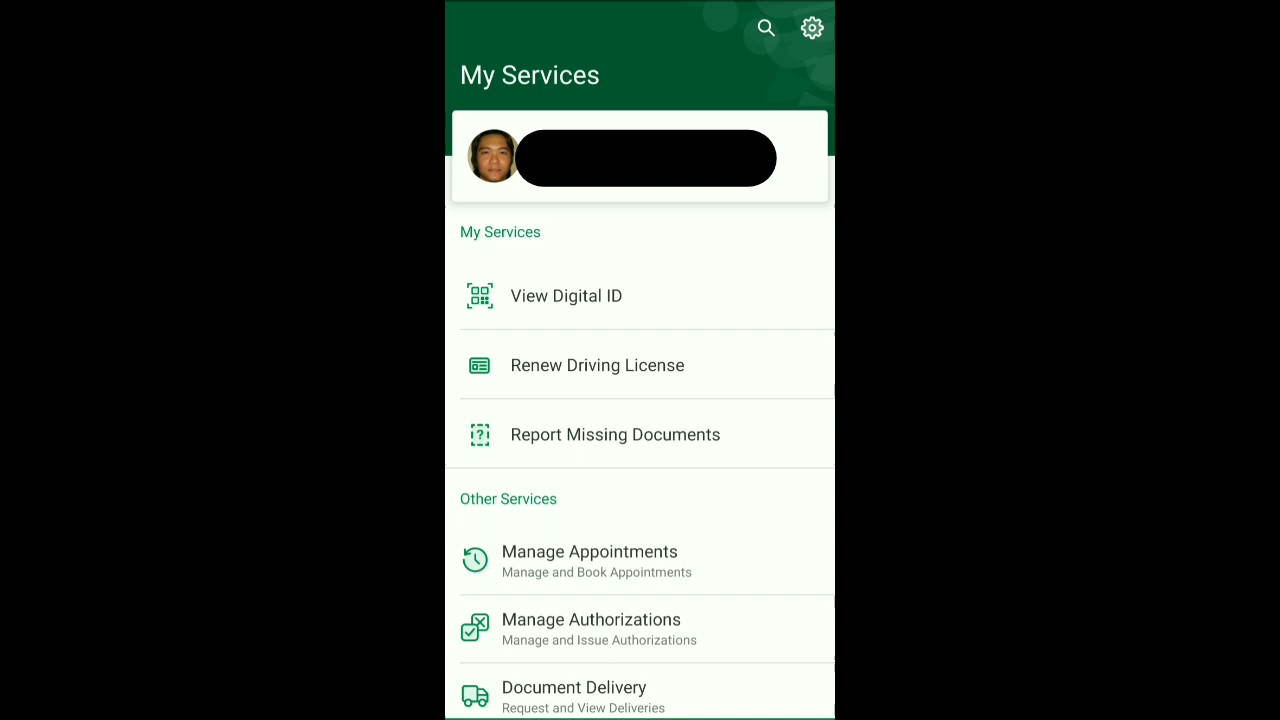 My Services
My Services
View Digital ID
Renew Driving License
Report Missing Documents
Other Services
Manage Appointments
Manage and Book Appointments
Manage Authorizations
Manage and Issue Authorizations
Document Delivery
Request and View Deliveries